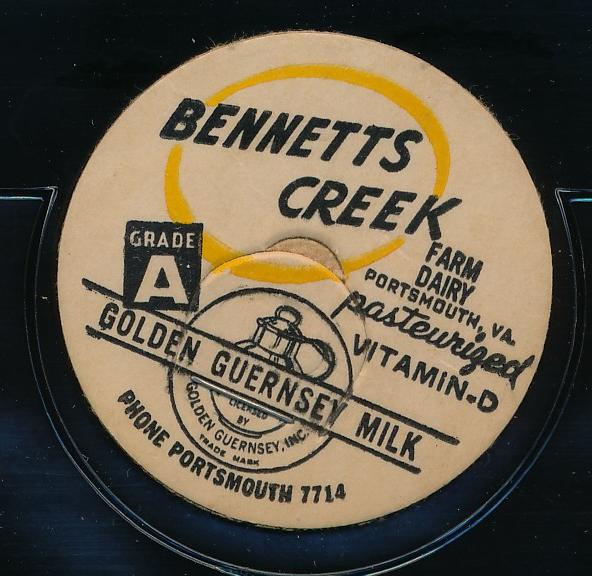 BENNETTS
CREEK
FARM
DAIRY
PORTSMOUTH, VA.
pasteurized
VITAMIN-D
GRADE
A
GOLDEN GUERNSEY MILK
LICENSED
BY
GOLDEN GUERNSEY, INC.
TRADE MARK
PHONE PORTSMOUTH 7714